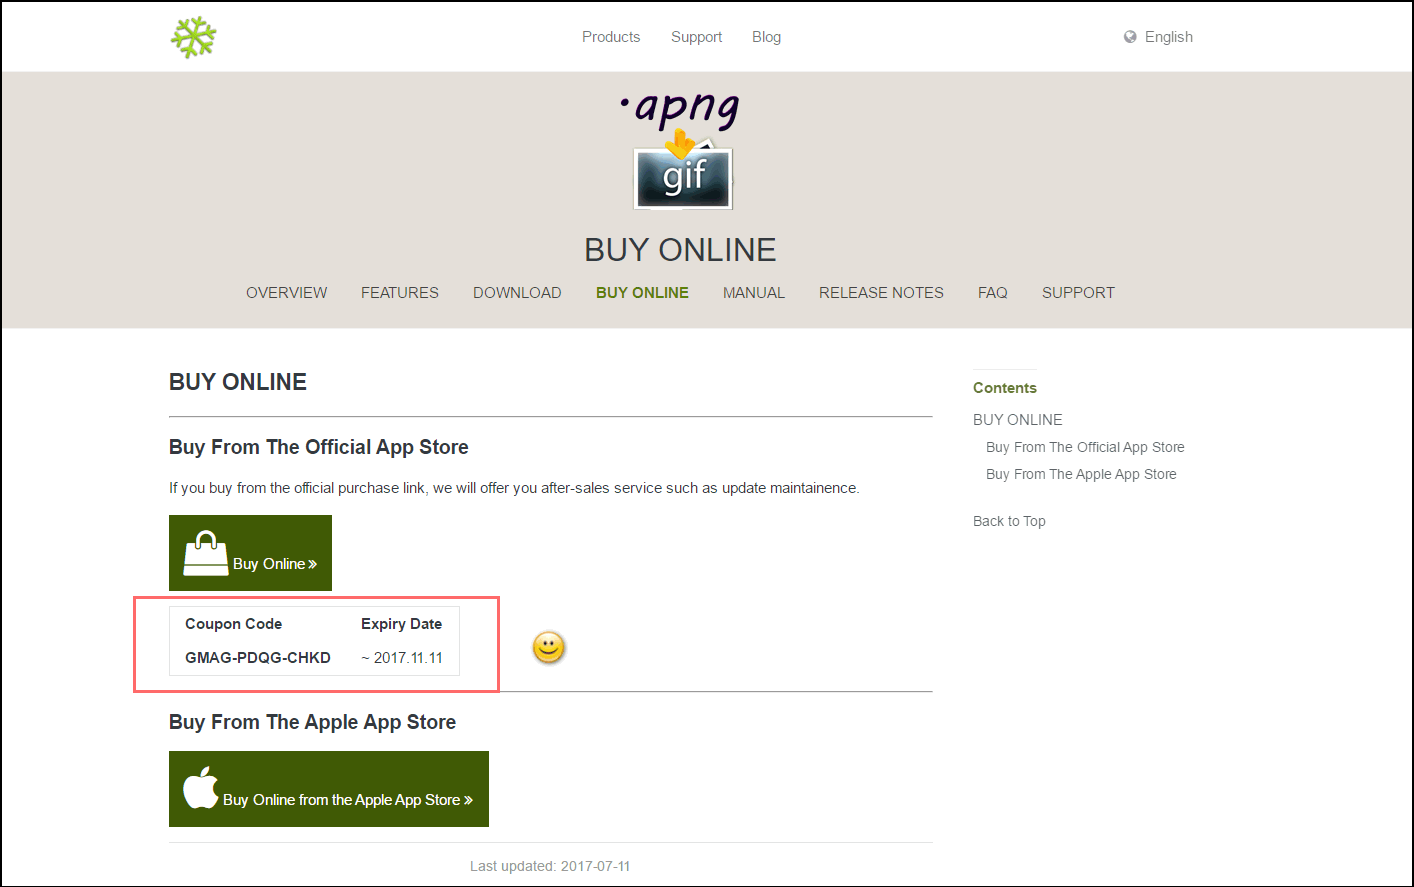 Products Support Blog English
.apng
gif
BUY ONLINE
OVERVIEW FEATURES DOWNLOAD BUY ONLINE MANUAL RELEASE NOTES FAQ SUPPORT
BUY ONLINE
Buy From The Official App Store
If you buy from the official purchase link, we will offer you after-sales service such as update maintainence.
Buy Online »
Coupon Code Expiry Date
GMAG-PDQG-CHKD ~ 2017.11.11
Buy From The Apple App Store
Buy Online from the Apple App Store »
Last updated: 2017-07-11
Contents
BUY ONLINE
Buy From The Official App Store
Buy From The Apple App Store
Back to Top